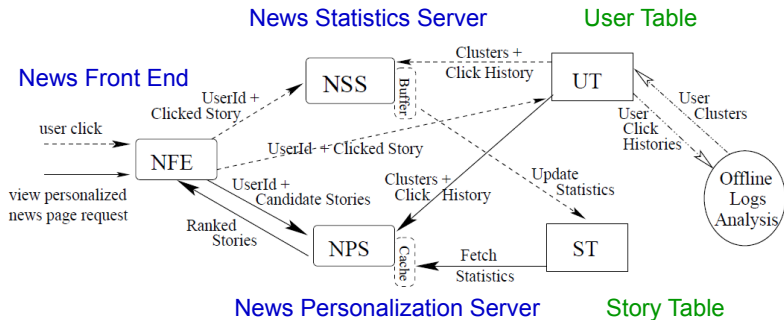 News Statistics Server
User Table
News Front End
Clusters +
Click History
NSS
Buffer
UT
UserId +
Clicked Story
user click
NFE
UserId + Clicked Story
User
Clusters
User
Click
Histories
view personalized
news page request
UserId +
Candidate Stories
Clusters +
Click History
Update
Statistics
Offline
Logs
Analysis
Ranked
Stories
NPS
Cache
Fetch
Statistics
ST
News Personalization Server
Story Table